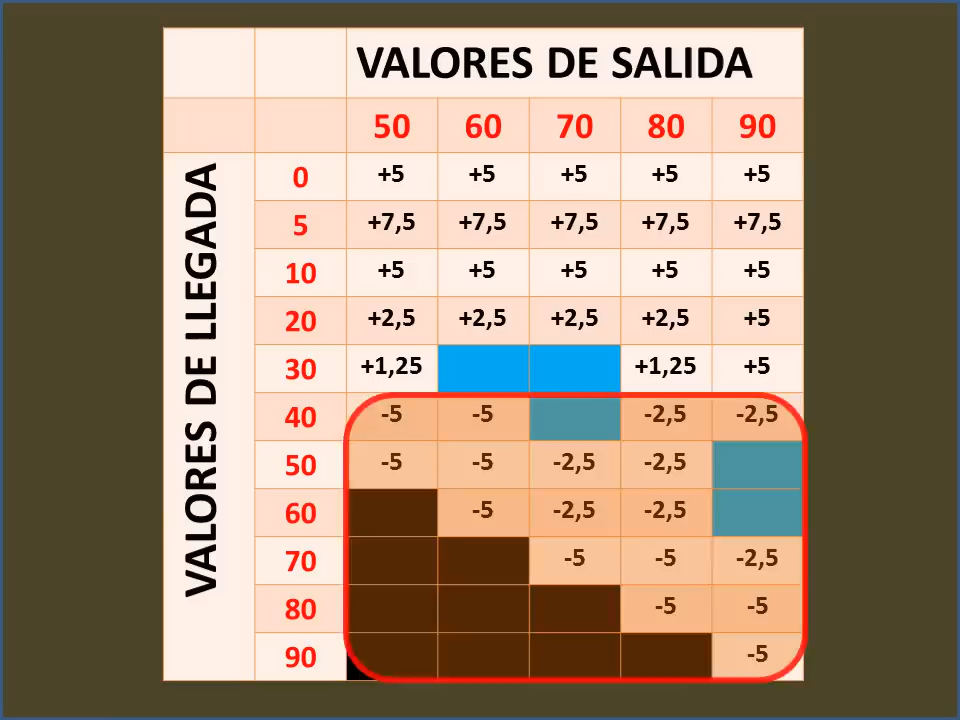 VALORES DE SALIDA
50 60 70 80 90
VALORES DE LLEGADA
0 +5 +5 +5 +5 +5
5 +7,5 +7,5 +7,5 +7,5 +7,5
10 +5 +5 +5 +5 +5
20 +2,5 +2,5 +2,5 +2,5 +5
30 +1,25 +1,25 +5
40 -5 -5 -2,5 -2,5
50 -5 -5 -2,5 -2,5
60 -5 -2,5 -2,5
70 -5 -5 -2,5
80 -5 -5
90 -5